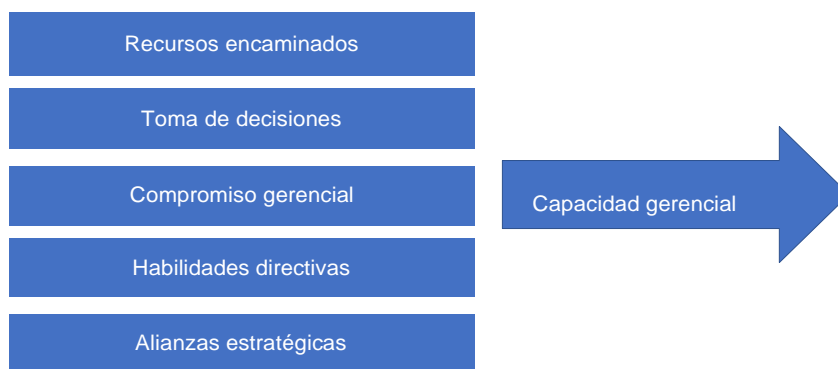 Recursos encaminados
Toma de decisiones
Compromiso gerencial
Capacidad gerencial
Habilidades directivas
Alianzas estratégicas